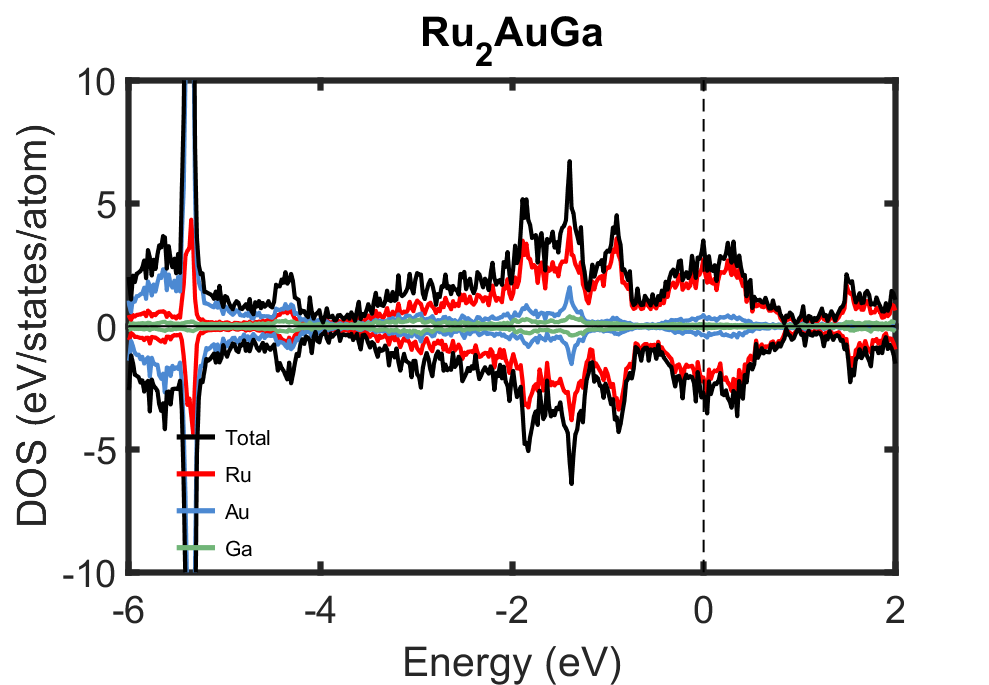 Ru2AuGa
DOS (eV/states/atom)
10
5
0
-5
-10
Total
Ru
Au
Ga
-6 -4 -2 0 2
Energy (eV)